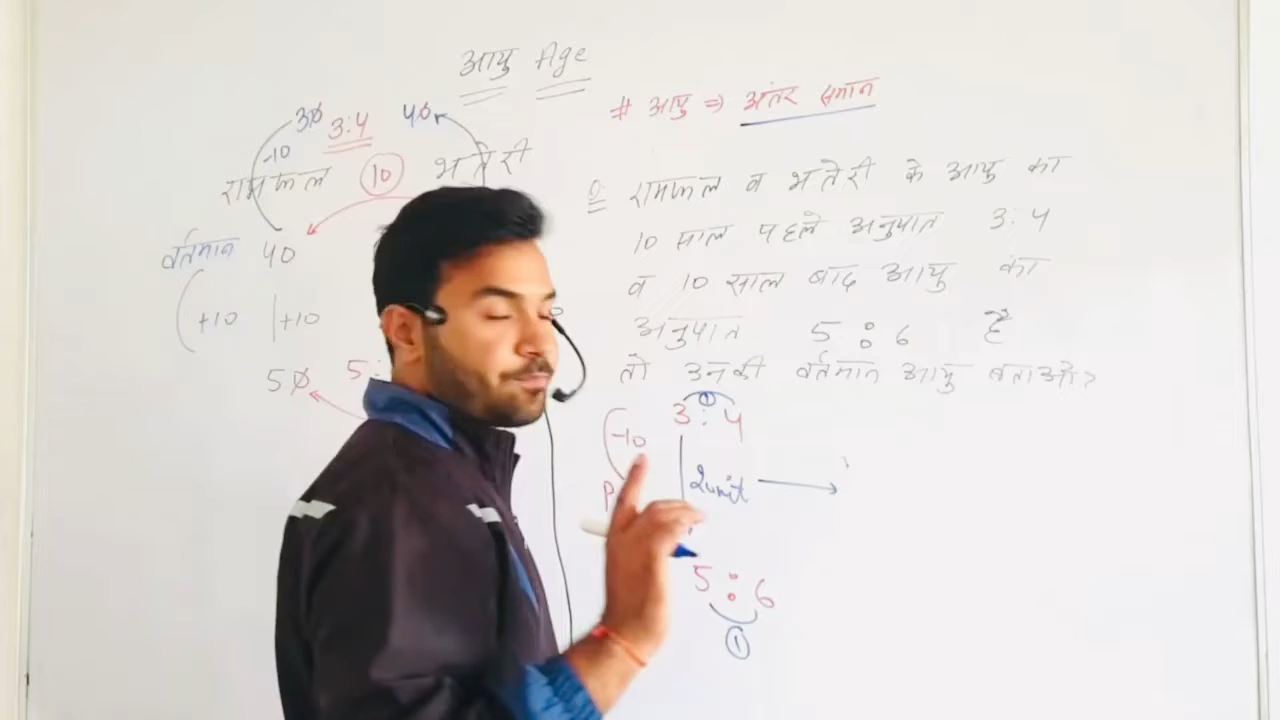 आयु Age
# आयु ⇒ अंतर समान
30 3:4 40
-10
रामफल 10 भतेरी
वर्तमान 40
+10 +10
50 5:
Q रामफल व भतेरी के आयु का
10 साल पहले अनुपात 3:4
व 10 साल बाद आयु का
अनुपात 5:6 है
तो उनकी वर्तमान आयु बताओ?
1
3:4
-10
P 2unit
5:6
1